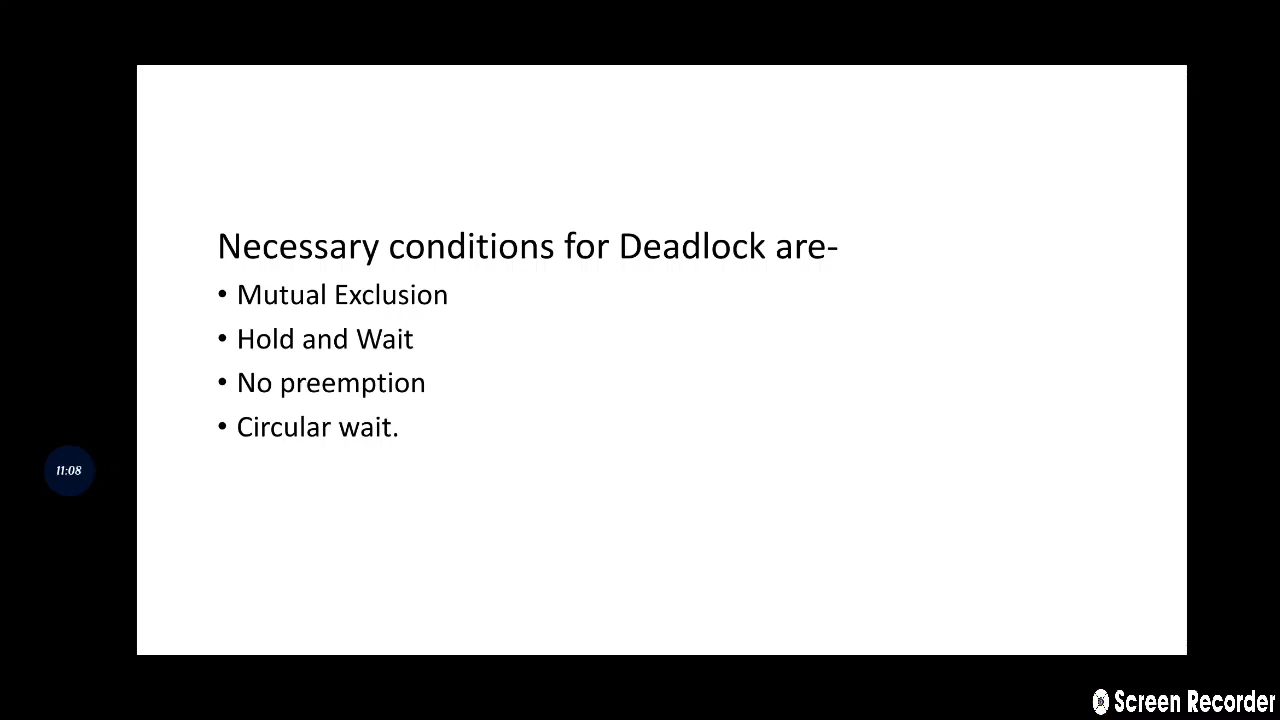 Necessary conditions for Deadlock are-
• Mutual Exclusion
• Hold and Wait
• No preemption
• Circular wait.
11:08
Screen Recorder